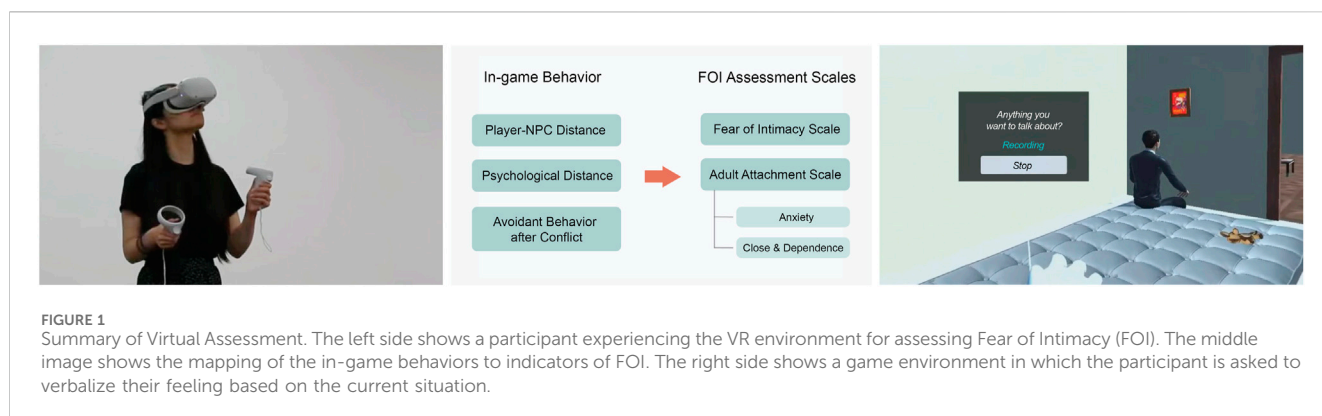 In-game Behavior
FOI Assessment Scales
Player-NPC Distance
Fear of Intimacy Scale
Psychological Distance
Adult Attachment Scale
Avoidant Behavior
after Conflict
Anxiety
Close & Dependence
Anything you
want to talk about?
Recording
Stop
FIGURE 1
Summary of Virtual Assessment. The left side shows a participant experiencing the VR environment for assessing Fear of Intimacy (FOI). The middle
image shows the mapping of the in-game behaviors to indicators of FOI. The right side shows a game environment in which the participant is asked to
verbalize their feeling based on the current situation.